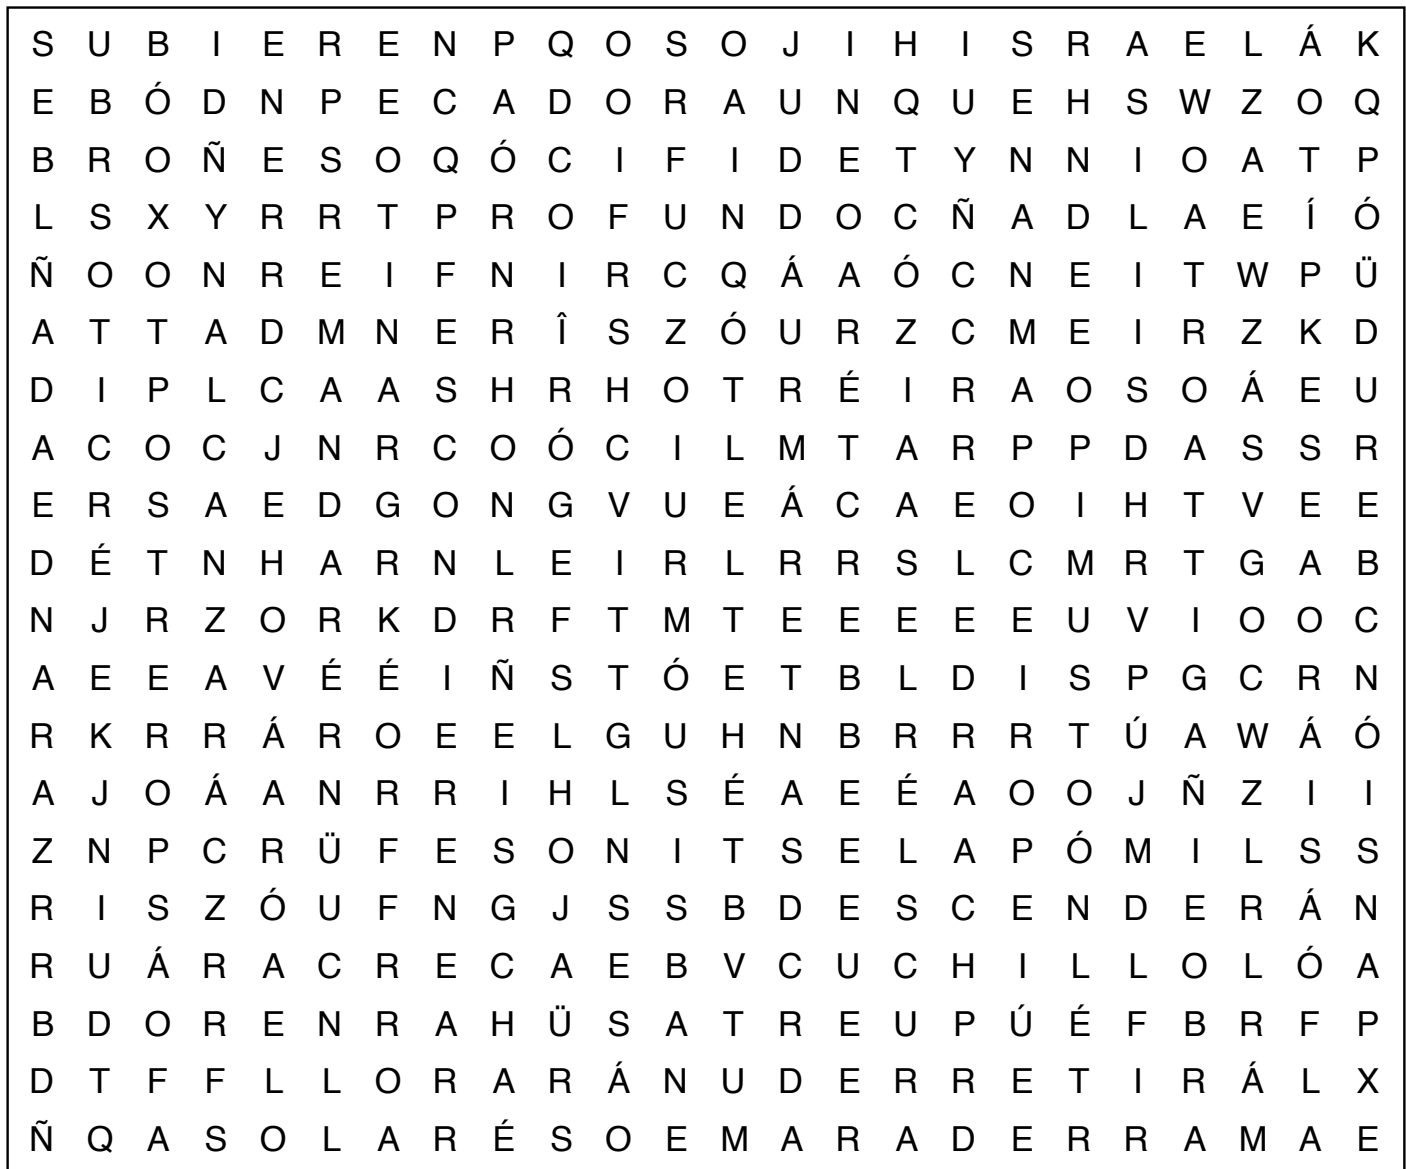 S U B I E R E N P Q O S O J I H I S R A E L Á K
E B Ó D N P E C A D O R A U N Q U E H S W Z O Q
B R O Ñ E S O Q Ó C I F I D E T Y N N I O A T P
L S X Y R R T P R O F U N D O C Ñ A D L A E Í Ó
Ñ O O N R E I F N I R C Q Á A Ó C N E I T W P Ü
A T T A D M N E R Î S Z Ó U R Z C M E I R Z K D
D I P L C A A S H R H O T R É I R A O S O Á E U
A C O C J N R C O Ó C I L M T A R P P D A S S R
E R S A E D G O N G V U E Á C A E O I H T V E E
D É T N H A R N L E I R L R R S L C M R T G A B
N J R Z O R K D R F T M T E E E E E U V I O O C
A E E A V É É I Ñ S T Ó E T B L D I S P G C R N
R K R R Á R O E E L G U H N B R R R T Ú A W Á Ó
A J O Á A N R R I H L S É A E É A O O J Ñ Z I I
Z N P C R Ü F E S O N I T S E L A P Ó M I L S S
R I S Z Ó U F N G J S S B D E S C E N D E R Á N
R U Á R A C R E C A E B V C U C H I L L O L Ó A
B D O R E N R A H Ü S A T R E U P Ú É F B R F P
D T F F L L O R A R Á N U D E R R E T I R Á L X
Ñ Q A S O L A R É S O E M A R A D E R R A M A E